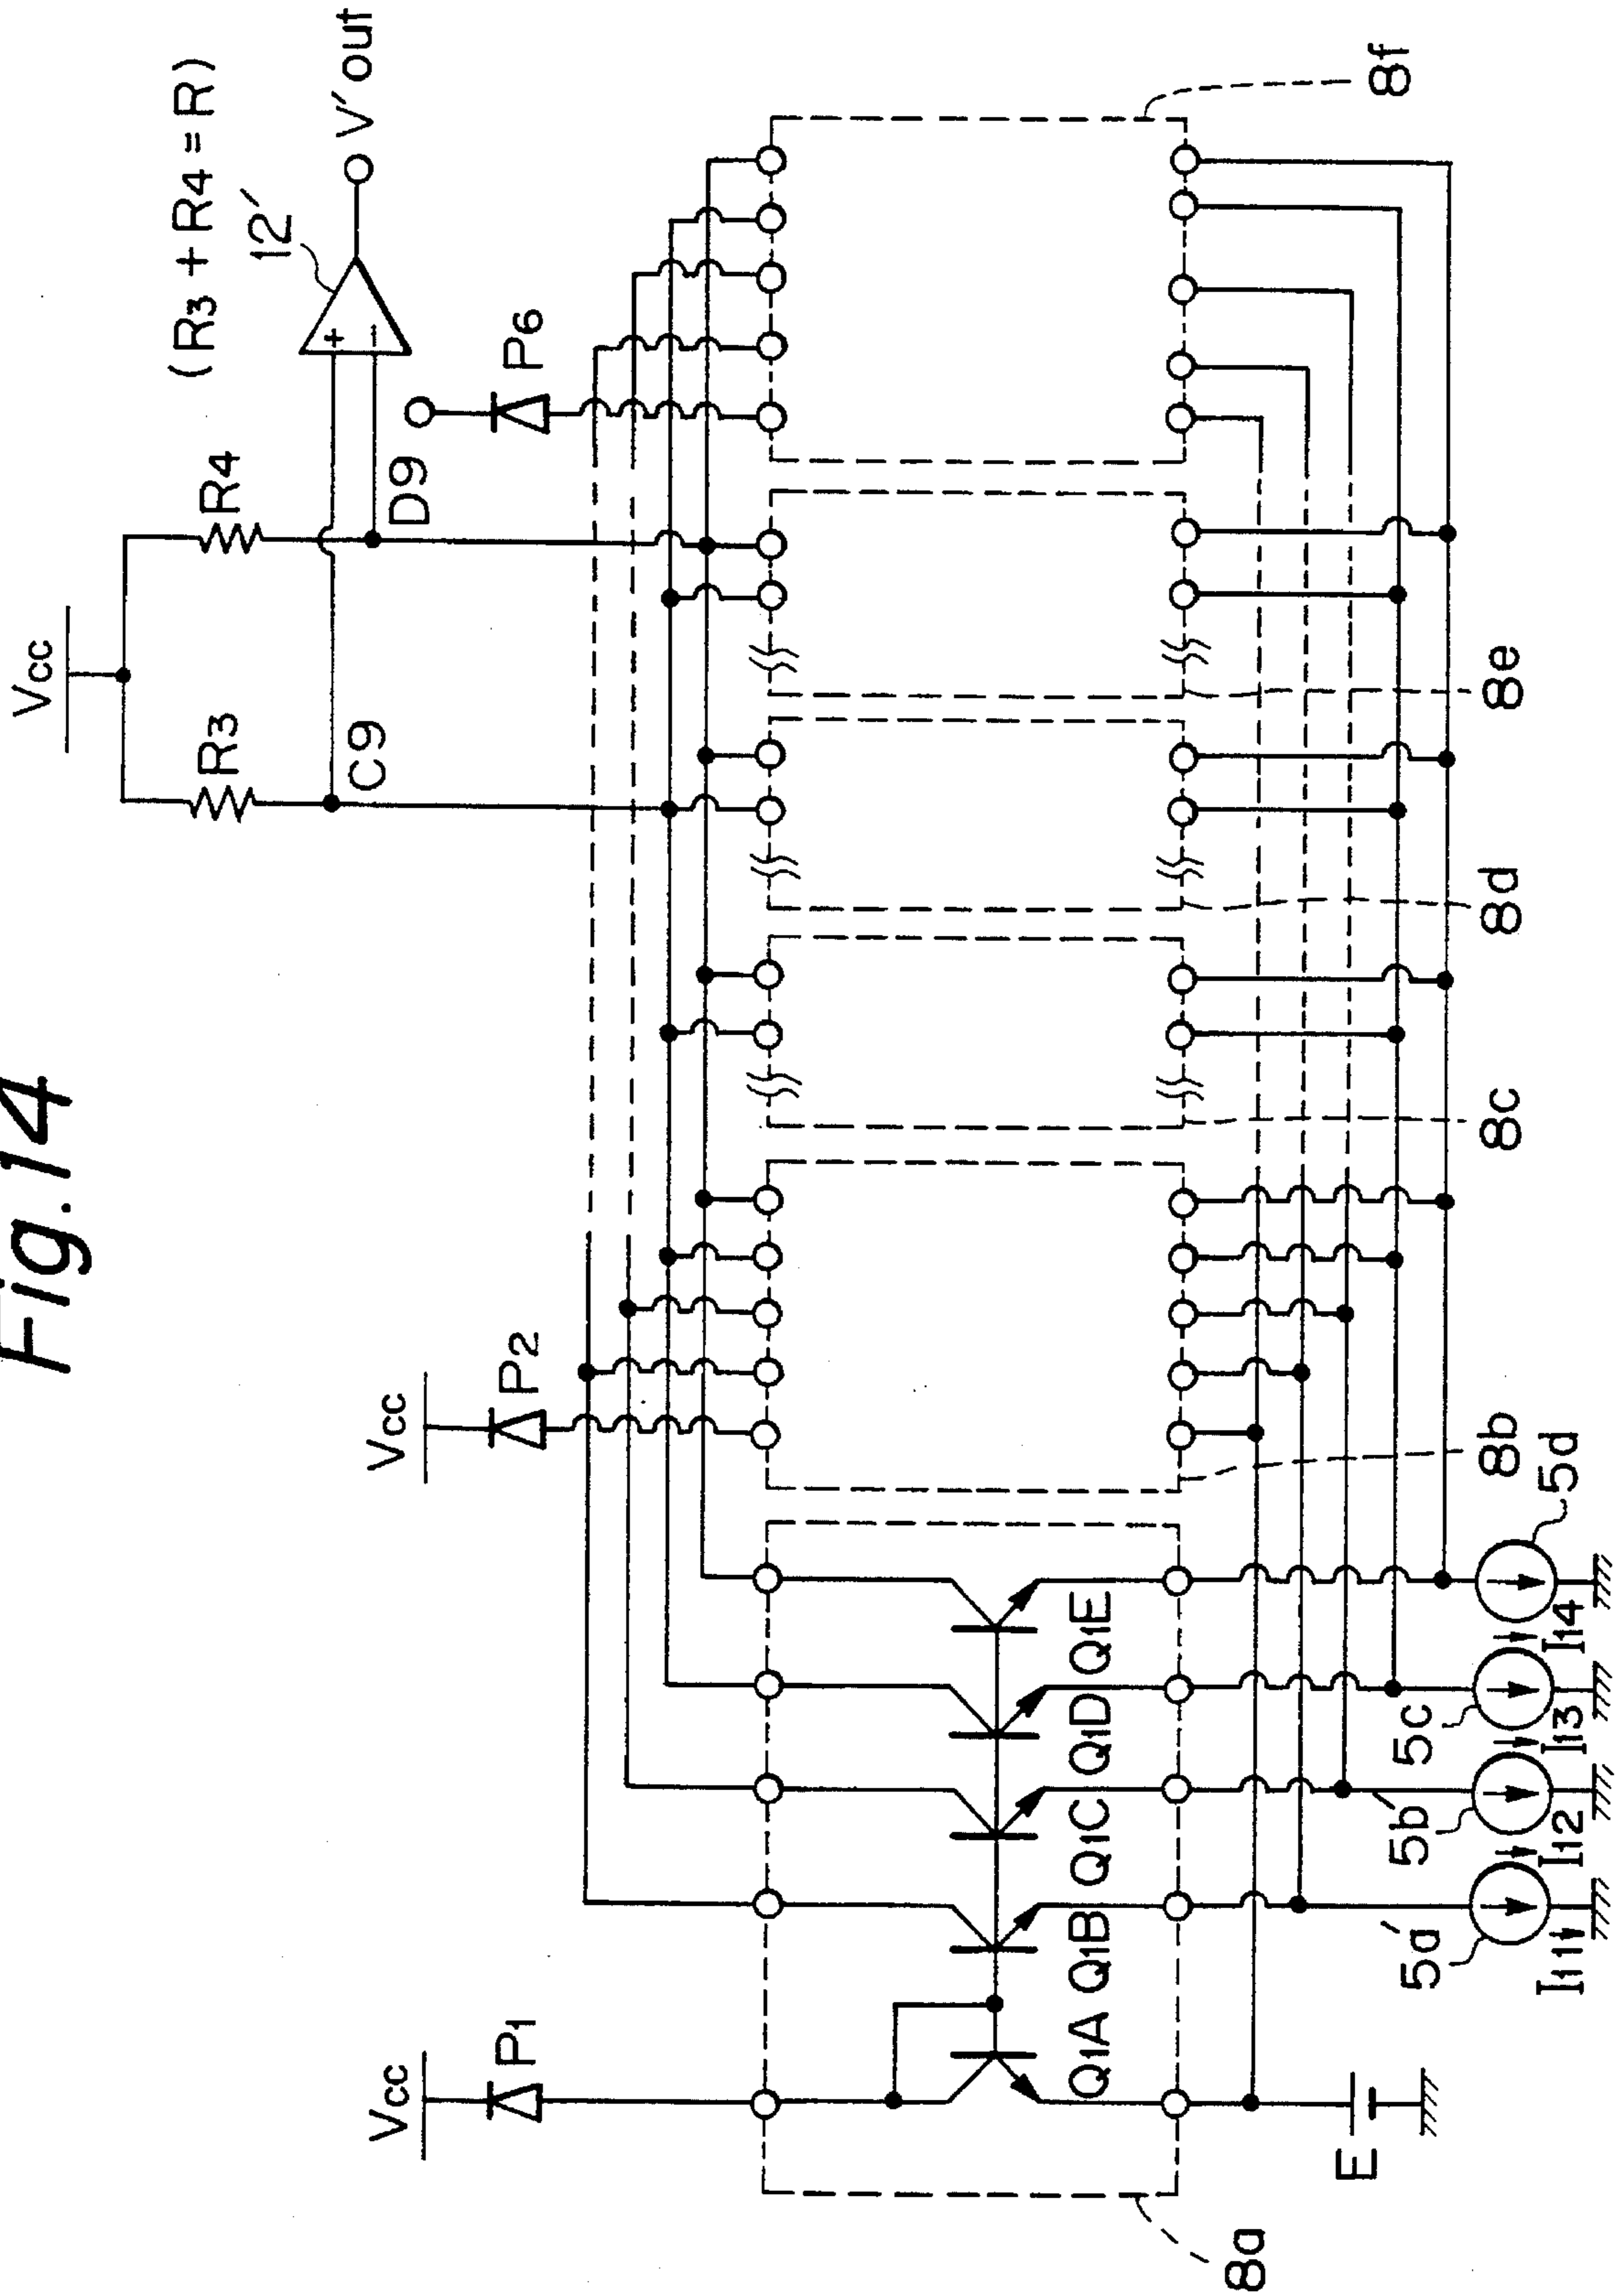 Fig.14
Vcc
R3
R4
C9
D9
(R3 + R4 = R)
12'
+
−
V'out
Vcc
P1
Vcc
P2
P6
Q1A
Q1B
Q1C
Q1D
Q1E
8a
8b
8c
8d
8e
8f
E
5a'
5b'
5c
5d
I11
I12
I13
I14